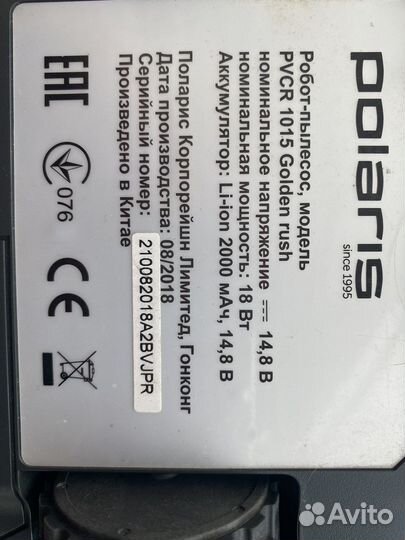 polaris
since 1995
Робот-пылесос, модель
PVCR 1015 Golden rush
номинальное напряжение ⎓ 14,8 В
номинальная мощность: 18 Вт
Аккумулятор: Li-ion 2000 мАч, 14,8 В
Поларис Корпорейшн Лимитед, Гонконг
Дата производства: 08/2018
Серийный номер: 210082018A2BVJPR
Произведено в Китае
EAC
076
CE
Avito